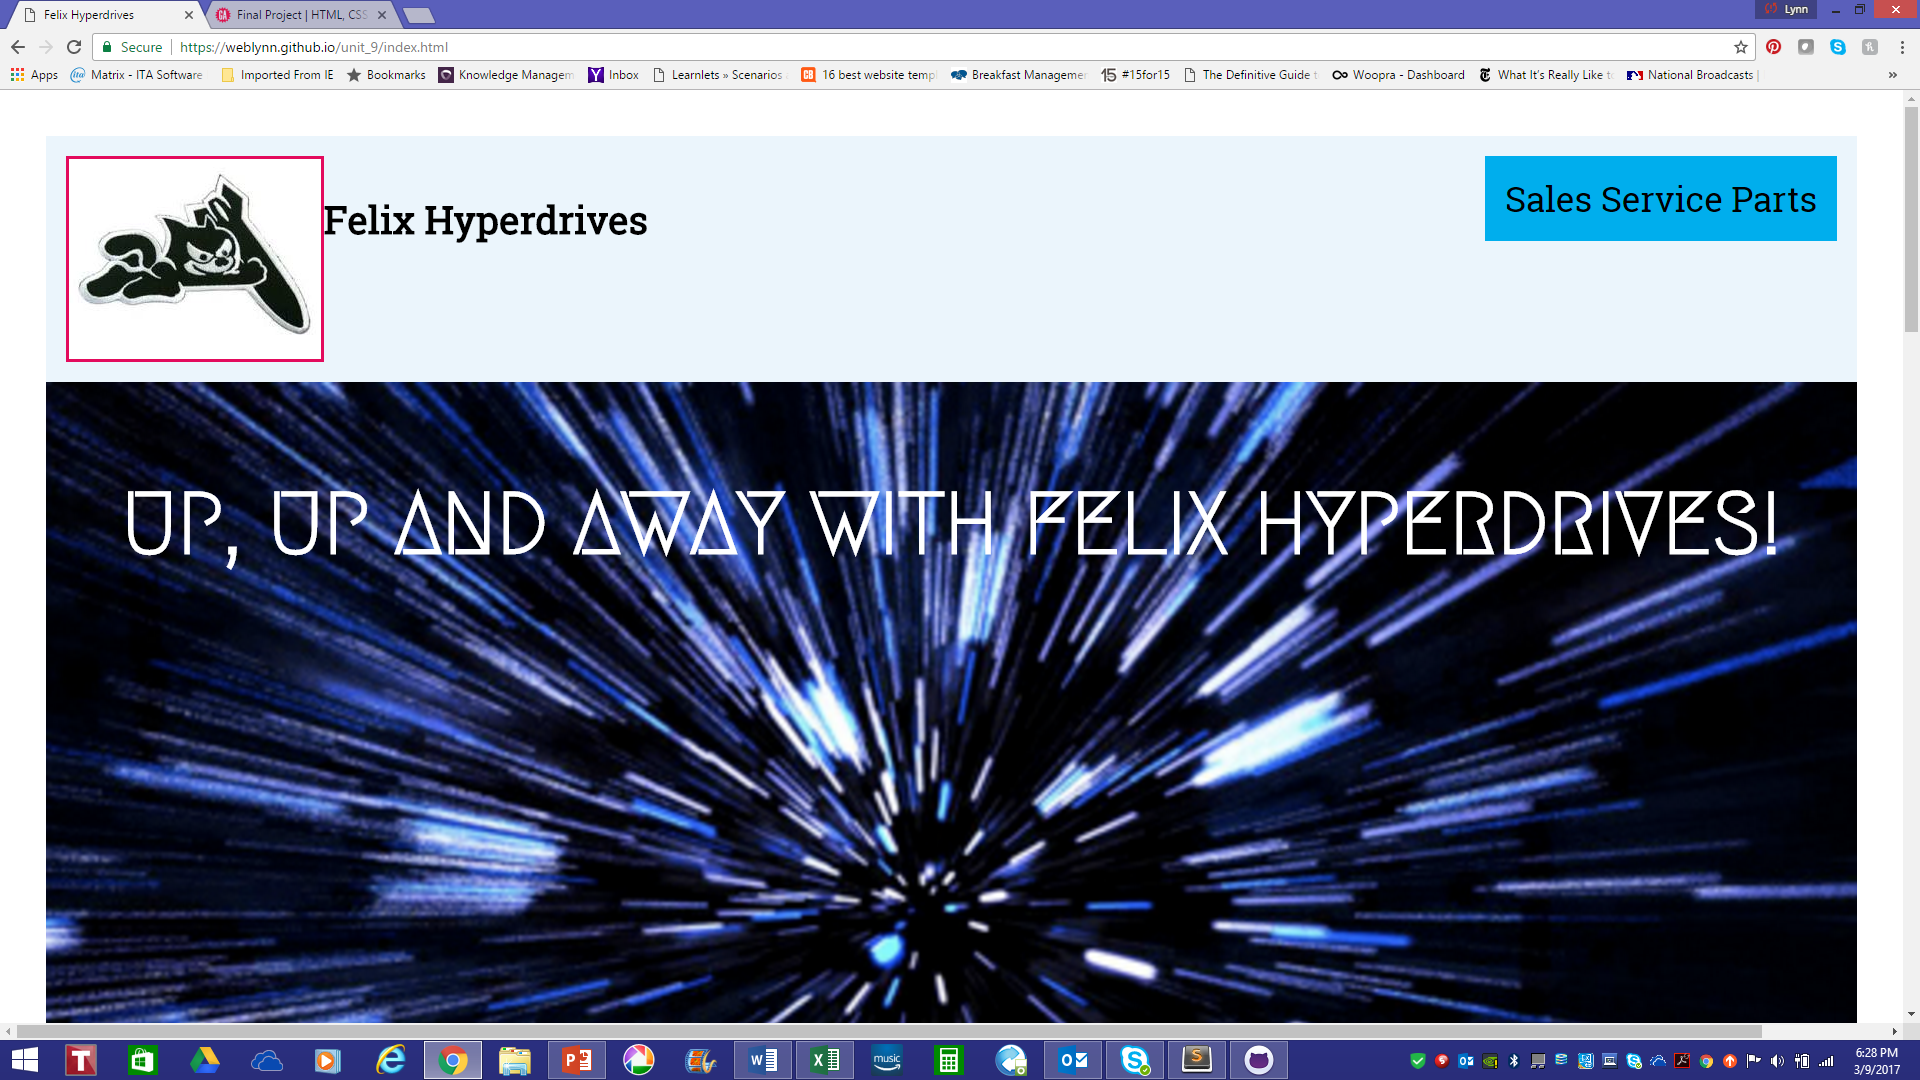 Felix Hyperdrives
Final Project | HTML, CSS
Lynn
Secure
https://weblynn.github.io/unit_9/index.html
Apps
Matrix - ITA Software
Imported From IE
Bookmarks
Knowledge Managem
Inbox
Learnlets » Scenarios
16 best website temp
Breakfast Manageme
15 #15for15
The Definitive Guide
Woopra - Dashboard
What It's Really Like to
National Broadcasts |
Felix Hyperdrives
Sales Service Parts
UP, UP AND AWAY WITH FELIX HYPERDRIVES!
music
6:28 PM
3/9/2017